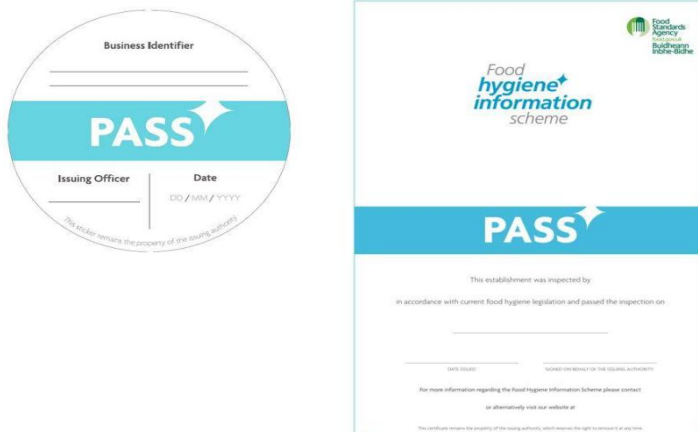 Business Identifier
PASS
Issuing Officer
Date
DD / MM / YYYY
This sticker remains the property of the issuing authority
Food
Standards
Agency
food.gov.uk
Buidheann
Inbhe-Bidhe
Food
hygiene
information
scheme
PASS
This establishment was inspected by
in accordance with current food hygiene legislation and passed the inspection on
DATE ISSUED
SIGNED ON BEHALF OF THE ISSUING AUTHORITY
For more information regarding the Food Hygiene Information Scheme please contact
or alternatively visit our website at
This certificate remains the property of the issuing authority, which reserves the right to remove it at any time